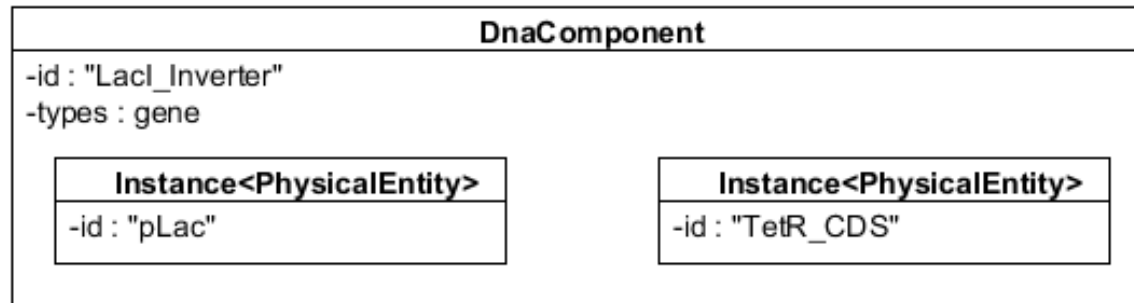 DnaComponent
-id : "LacI_Inverter"
-types : gene
Instance<PhysicalEntity>
-id : "pLac"
Instance<PhysicalEntity>
-id : "TetR_CDS"